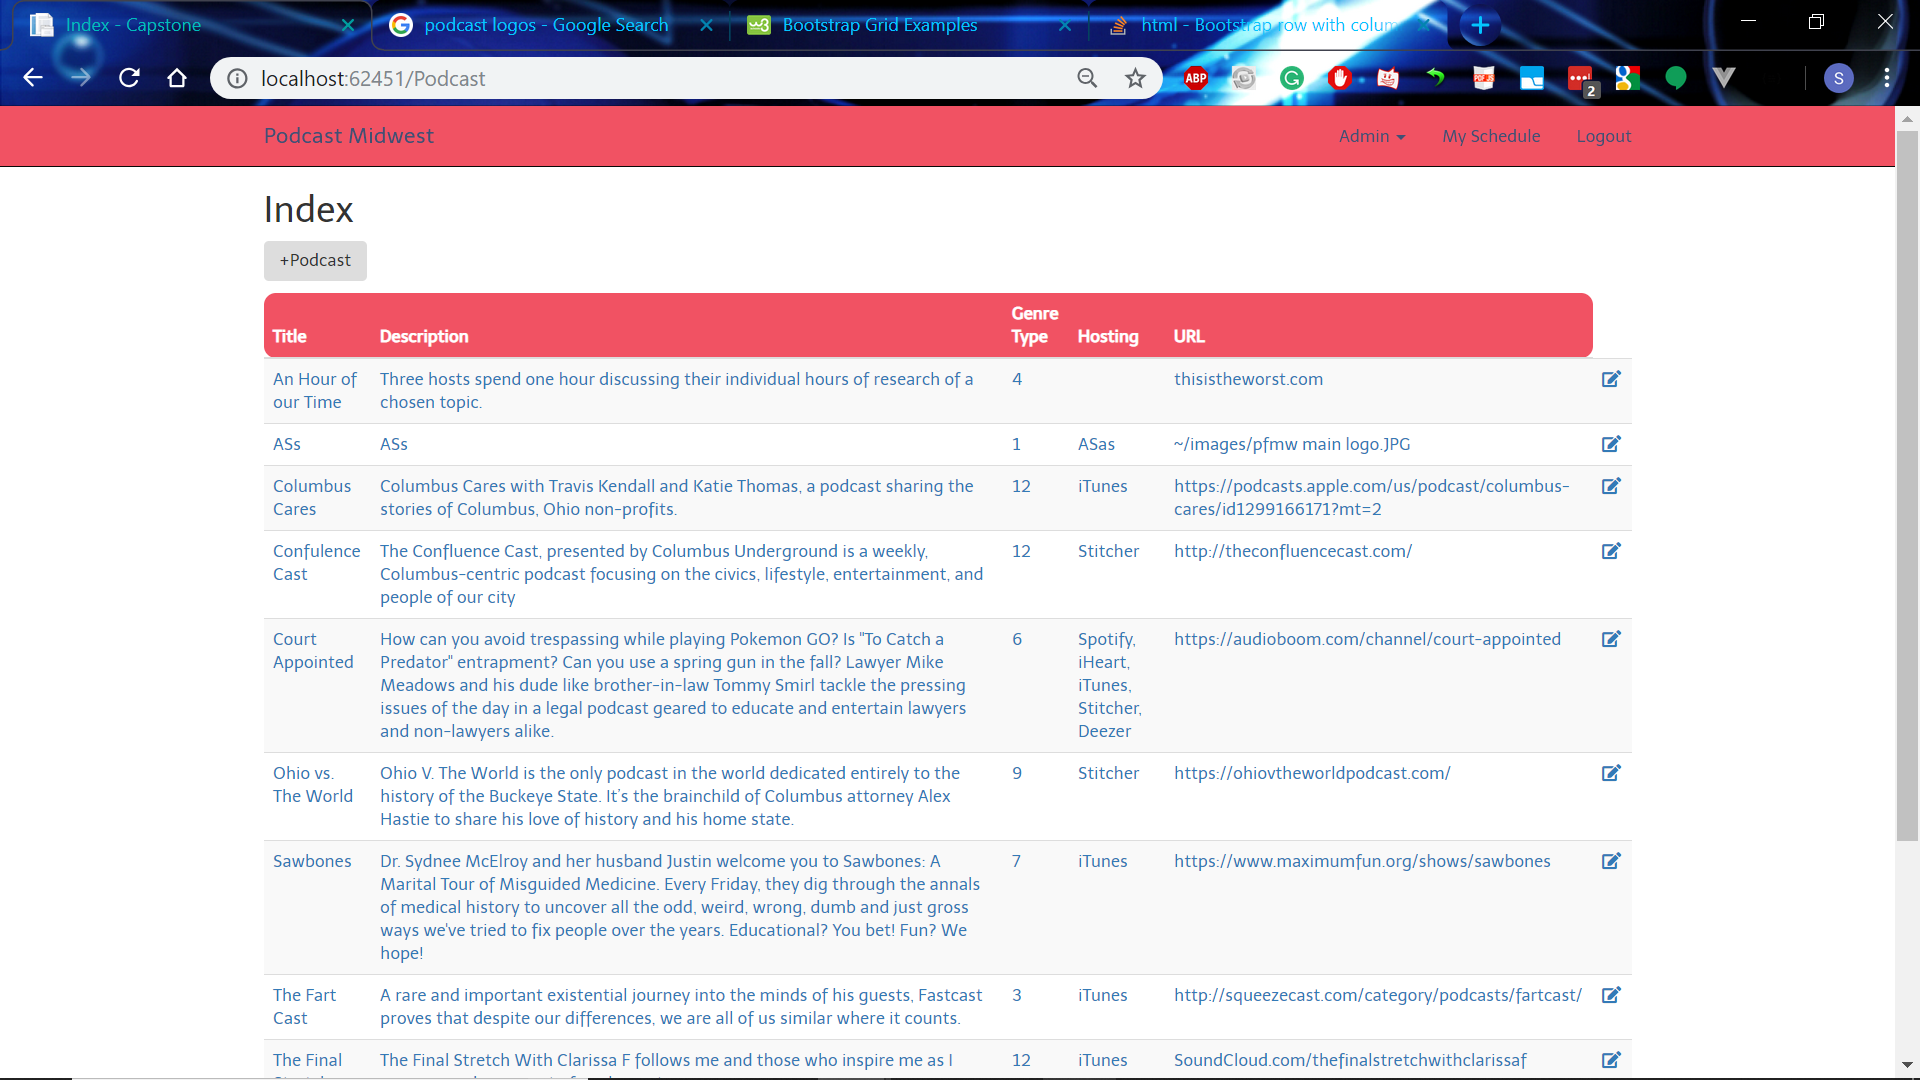 Index - Capstone
podcast logos - Google Search
Bootstrap Grid Examples
html - Bootstrap row with colum
localhost:62451/Podcast
ABP
2
S
Podcast Midwest
Admin
My Schedule
Logout
Index
+Podcast
Title Description Genre Type Hosting URL
An Hour of our Time
Three hosts spend one hour discussing their individual hours of research of a
chosen topic.
4
thisistheworst.com
ASs
ASs
1
ASas
~/images/pfmw main logo.JPG
Columbus
Cares
Columbus Cares with Travis Kendall and Katie Thomas, a podcast sharing the
stories of Columbus, Ohio non-profits.
12
iTunes
https://podcasts.apple.com/us/podcast/columbus-
cares/id1299166171?mt=2
Confulence
Cast
The Confluence Cast, presented by Columbus Underground is a weekly,
Columbus-centric podcast focusing on the civics, lifestyle, entertainment, and
people of our city
12
Stitcher
http://theconfluencecast.com/
Court
Appointed
How can you avoid trespassing while playing Pokemon GO? Is "To Catch a
Predator" entrapment? Can you use a spring gun in the fall? Lawyer Mike
Meadows and his dude like brother-in-law Tommy Smirl tackle the pressing
issues of the day in a legal podcast geared to educate and entertain lawyers
and non-lawyers alike.
6
Spotify,
iHeart,
iTunes,
Stitcher,
Deezer
https://audioboom.com/channel/court-appointed
Ohio vs.
The World
Ohio V. The World is the only podcast in the world dedicated entirely to the
history of the Buckeye State. It's the brainchild of Columbus attorney Alex
Hastie to share his love of history and his home state.
9
Stitcher
https://ohiovtheworldpodcast.com/
Sawbones
Dr. Sydnee McElroy and her husband Justin welcome you to Sawbones: A
Marital Tour of Misguided Medicine. Every Friday, they dig through the annals
of medical history to uncover all the odd, weird, wrong, dumb and just gross
ways we've tried to fix people over the years. Educational? You bet! Fun? We
hope!
7
iTunes
https://www.maximumfun.org/shows/sawbones
The Fart
Cast
A rare and important existential journey into the minds of his guests, Fastcast
proves that despite our differences, we are all of us similar where it counts.
3
iTunes
http://squeezecast.com/category/podcasts/fartcast/
The Final
The Final Stretch With Clarissa F follows me and those who inspire me as I
12
iTunes
SoundCloud.com/thefinalstretchwithclarissaf